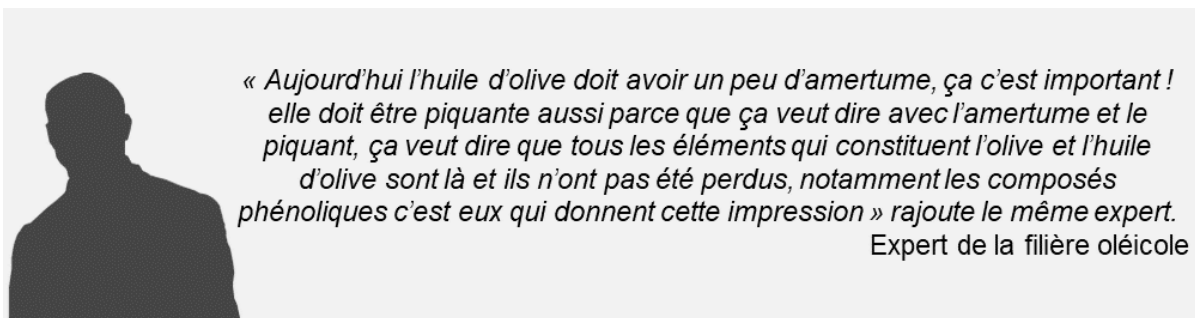 « Aujourd’hui l’huile d’olive doit avoir un peu d’amertume, ça c’est important !
elle doit être piquante aussi parce que ça veut dire avec l’amertume et le
piquant, ça veut dire que tous les éléments qui constituent l’olive et l’huile
d’olive sont là et ils n’ont pas été perdus, notamment les composés
phénoliques c’est eux qui donnent cette impression » rajoute le même expert.
Expert de la filière oléicole